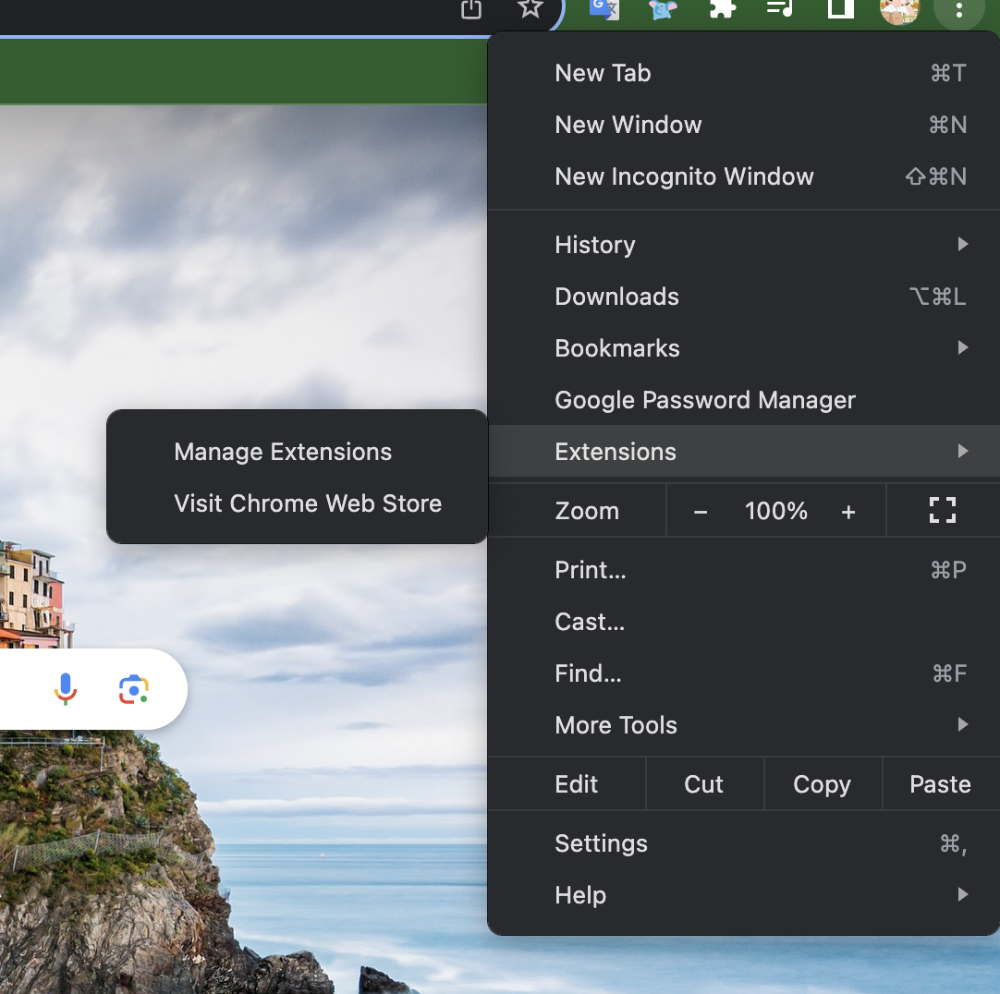 New Tab ⌘T
New Window ⌘N
New Incognito Window ⇧⌘N
History
Downloads ⌥⌘L
Bookmarks
Google Password Manager
Extensions
Manage Extensions
Visit Chrome Web Store
Zoom − 100% +
Print... ⌘P
Cast...
Find... ⌘F
More Tools
Edit Cut Copy Paste
Settings ⌘,
Help